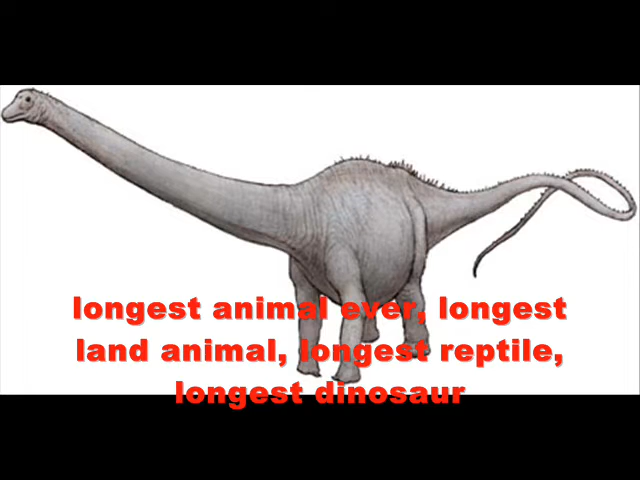 longest animal ever, longest
land animal, longest reptile,
longest dinosaur